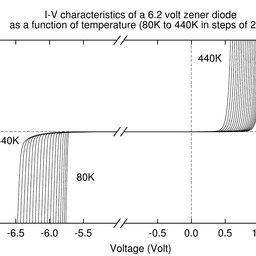 I-V characteristics of a 6.2 volt zener diode
as a function of temperature (80K to 440K in steps of 2
440K
40K
80K
-6.5 -6.0 -5.5 -0.5 0.0 0.5 1
Voltage (Volt)